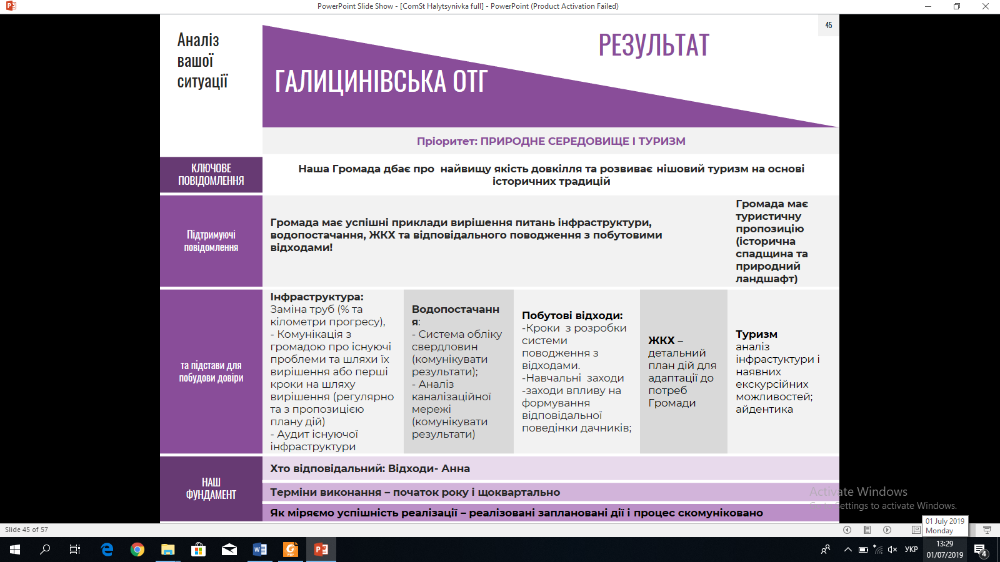 PowerPoint Slide Show - [ComSt Halytsynivka full] - PowerPoint (Product Activation Failed)
45
Аналіз
вашої
ситуації
РЕЗУЛЬТАТ
ГАЛИЦИНІВСЬКА ОТГ
Пріоритет: ПРИРОДНЕ СЕРЕДОВИЩЕ І ТУРИЗМ
КЛЮЧОВЕ
ПОВІДОМЛЕННЯ
Наша Громада дбає про найвищу якість довкілля та розвиває нішовий туризм на основі
історичних традицій
Підтримуючі
повідомлення
Громада має успішні приклади вирішення питань інфраструктури,
водопостачання, ЖКХ та відповідального поводження з побутовими
відходами!
Громада має
туристичну
пропозицію
(історична
спадщина та
природний
ландшафт)
та підстави для
побудови довіри
Інфраструктура:
Заміна труб (% та
кілометри прогресу),
- Комунікація з
громадою про існуючі
проблеми та шляхи їх
вирішення або перші
кроки на шляху
вирішення (регулярно
та з пропозицією
плану дій)
- Аудит існуючої
інфраструктури
Водопостачанн
я:
- Система обліку
свердловин
(комунікувати
результати);
- Аналіз
каналізаційної
мережі
(комунікувати
результати)
Побутові відходи:
-Кроки з розробки
системи
поводження з
відходами.
-Навчальні заходи
-заходи впливу на
формування
відповідальної
поведінки дачників;
ЖКХ –
детальний
план дій для
адаптації до
потреб
Громади
Туризм
аналіз
інфрастуктури і
наявних
екскурсійних
можливостей;
айдентика
НАШ
ФУНДАМЕНТ
Хто відповідальний: Відходи- Анна
Терміни виконання – початок року і щоквартально
Як міряємо успішність реалізації – реалізовані заплановані дії і процес скомуніковано
Activate Windows
Settings to activate Windows.
Slide 45 of 57
01 July 2019
Monday
УКР
13:29
01/07/2019
4